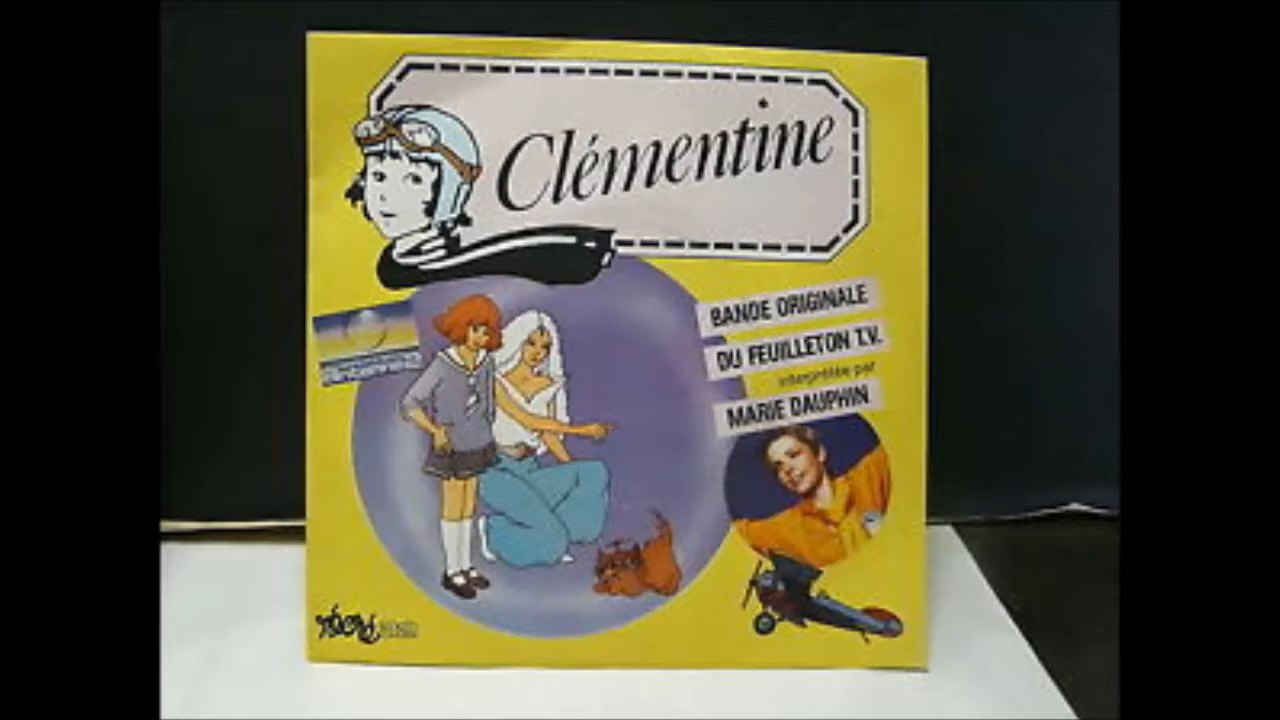 Clémentine
BANDE ORIGINALE
DU FEUILLETON T.V.
interprétée par
MARIE DAUPHIN